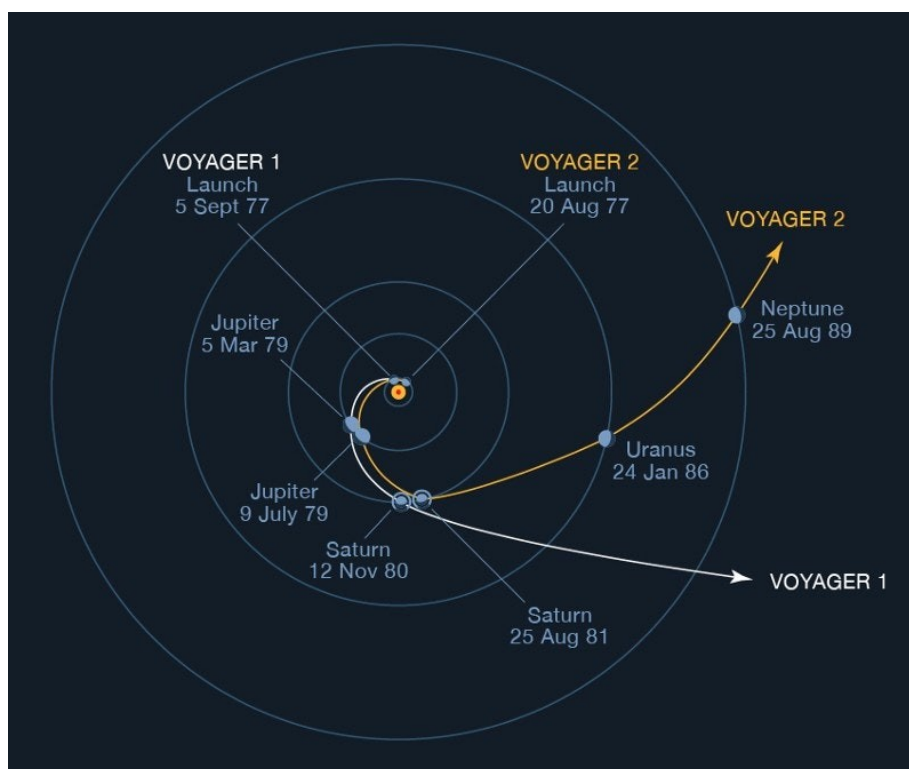 VOYAGER 1
Launch
5 Sept 77
VOYAGER 2
Launch
20 Aug 77
VOYAGER 2
Neptune
25 Aug 89
Jupiter
5 Mar 79
Uranus
24 Jan 86
Jupiter
9 July 79
Saturn
12 Nov 80
VOYAGER 1
Saturn
25 Aug 81